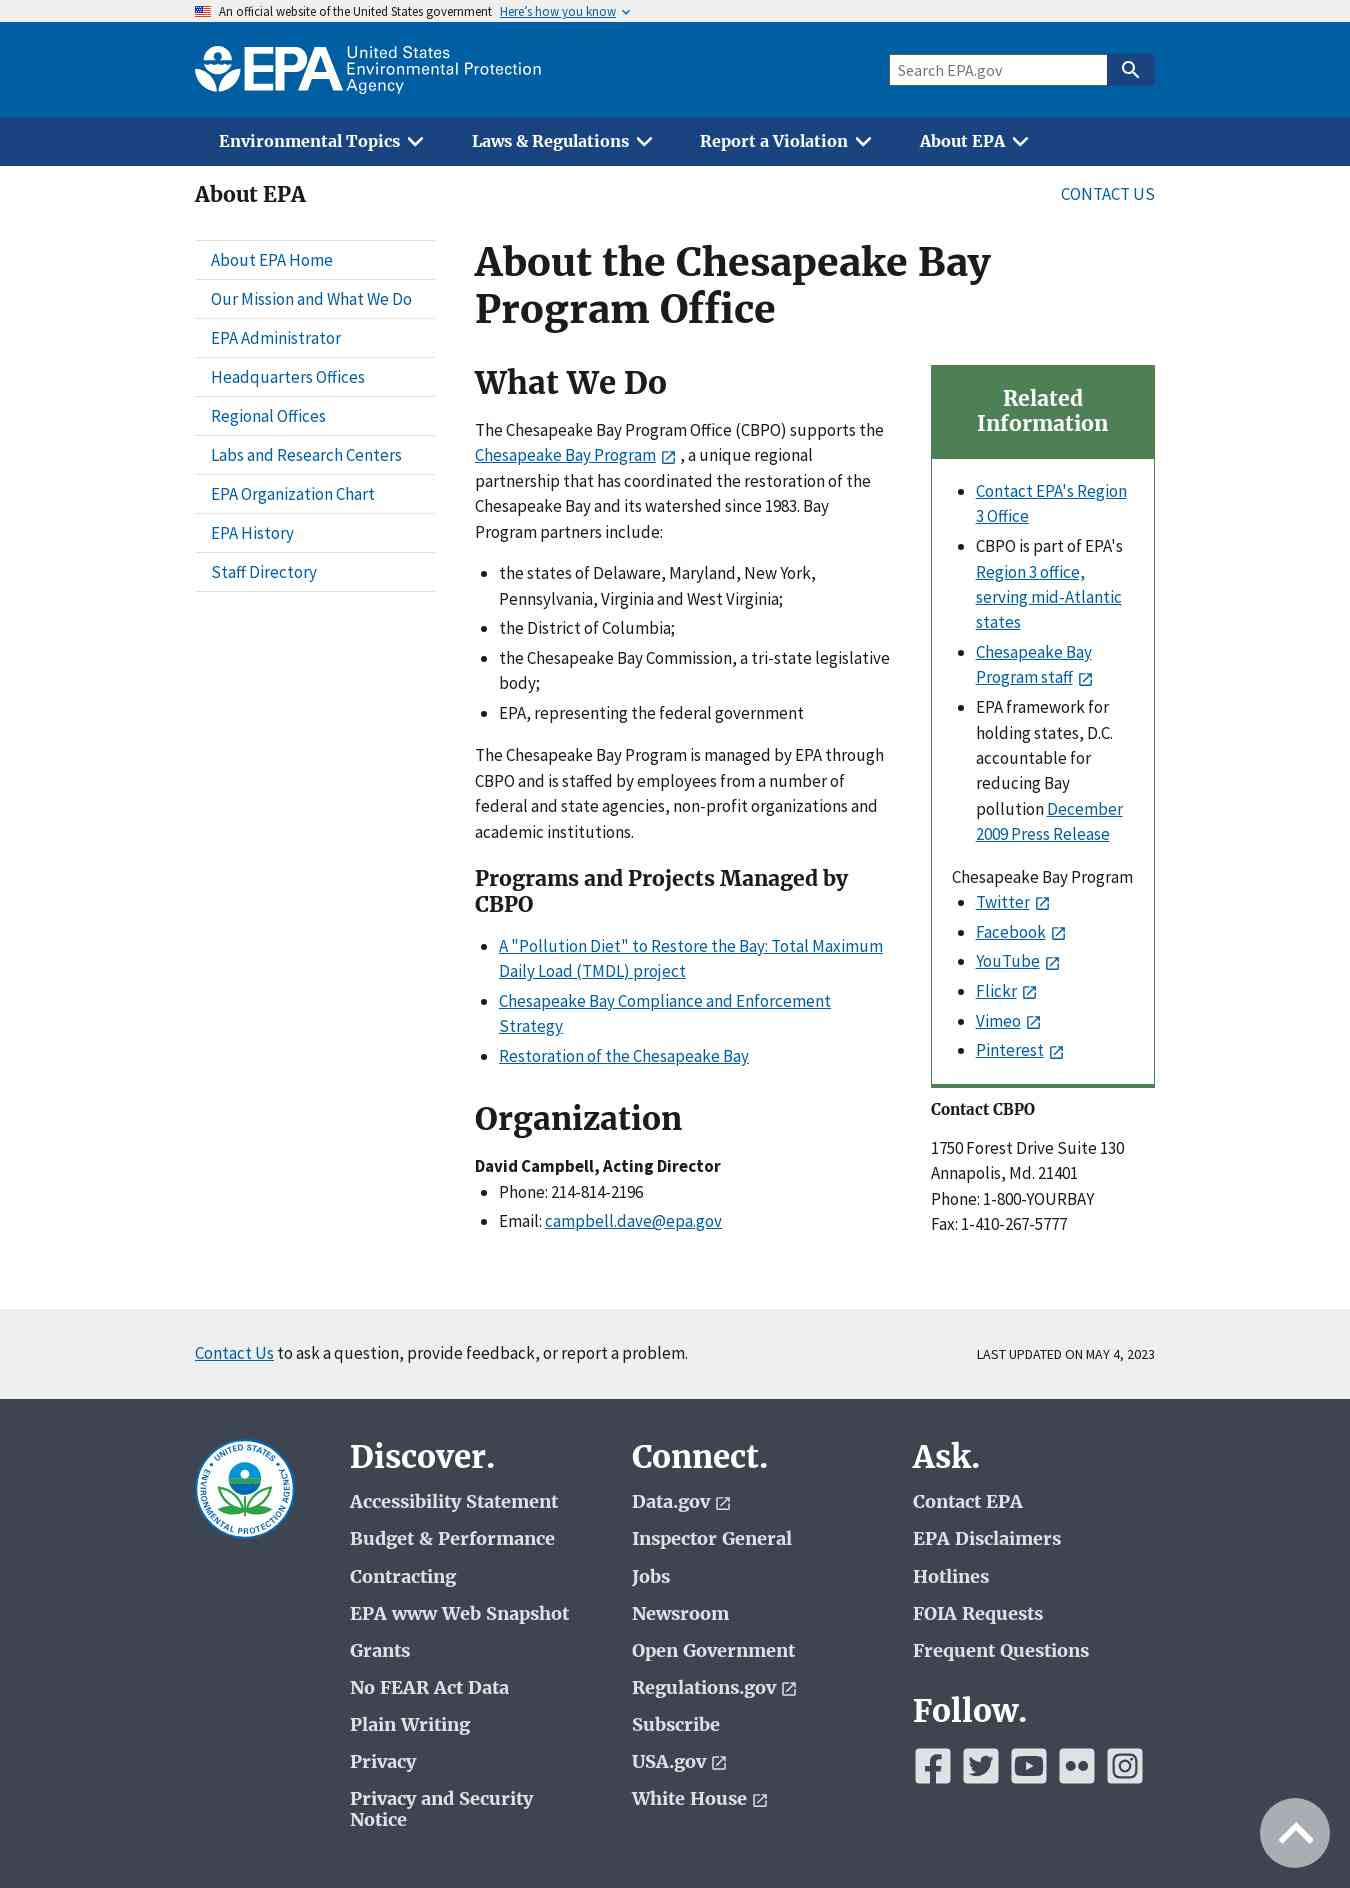 An official website of the United States government Here’s how you know
EPA United States
Environmental Protection
Agency
Search EPA.gov
Environmental Topics
Laws & Regulations
Report a Violation
About EPA
About EPA
CONTACT US
About EPA Home
Our Mission and What We Do
EPA Administrator
Headquarters Offices
Regional Offices
Labs and Research Centers
EPA Organization Chart
EPA History
Staff Directory
About the Chesapeake Bay
Program Office
What We Do
The Chesapeake Bay Program Office (CBPO) supports the
Chesapeake Bay Program , a unique regional
partnership that has coordinated the restoration of the
Chesapeake Bay and its watershed since 1983. Bay
Program partners include:
the states of Delaware, Maryland, New York,
Pennsylvania, Virginia and West Virginia;
the District of Columbia;
the Chesapeake Bay Commission, a tri-state legislative
body;
EPA, representing the federal government
The Chesapeake Bay Program is managed by EPA through
CBPO and is staffed by employees from a number of
federal and state agencies, non-profit organizations and
academic institutions.
Programs and Projects Managed by
CBPO
A "Pollution Diet" to Restore the Bay: Total Maximum
Daily Load (TMDL) project
Chesapeake Bay Compliance and Enforcement
Strategy
Restoration of the Chesapeake Bay
Organization
David Campbell, Acting Director
Phone: 214-814-2196
Email: campbell.dave@epa.gov
Related
Information
Contact EPA's Region
3 Office
CBPO is part of EPA's
Region 3 office,
serving mid-Atlantic
states
Chesapeake Bay
Program staff
EPA framework for
holding states, D.C.
accountable for
reducing Bay
pollution December
2009 Press Release
Chesapeake Bay Program
Twitter
Facebook
YouTube
Flickr
Vimeo
Pinterest
Contact CBPO
1750 Forest Drive Suite 130
Annapolis, Md. 21401
Phone: 1-800-YOURBAY
Fax: 1-410-267-5777
Contact Us to ask a question, provide feedback, or report a problem.
LAST UPDATED ON MAY 4, 2023
UNITED STATES
ENVIRONMENTAL PROTECTION AGENCY
Discover.
Accessibility Statement
Budget & Performance
Contracting
EPA www Web Snapshot
Grants
No FEAR Act Data
Plain Writing
Privacy
Privacy and Security
Notice
Connect.
Data.gov
Inspector General
Jobs
Newsroom
Open Government
Regulations.gov
Subscribe
USA.gov
White House
Ask.
Contact EPA
EPA Disclaimers
Hotlines
FOIA Requests
Frequent Questions
Follow.